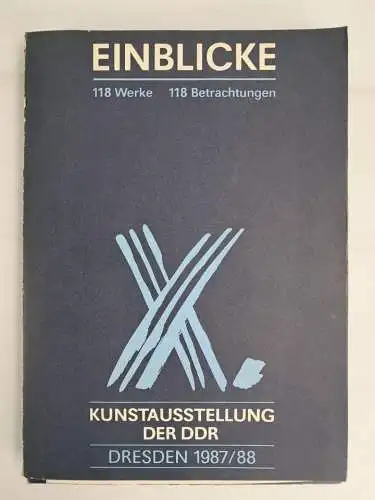 EINBLICKE
118 Werke 118 Betrachtungen
X.
KUNSTAUSSTELLUNG
DER DDR
DRESDEN 1987/88